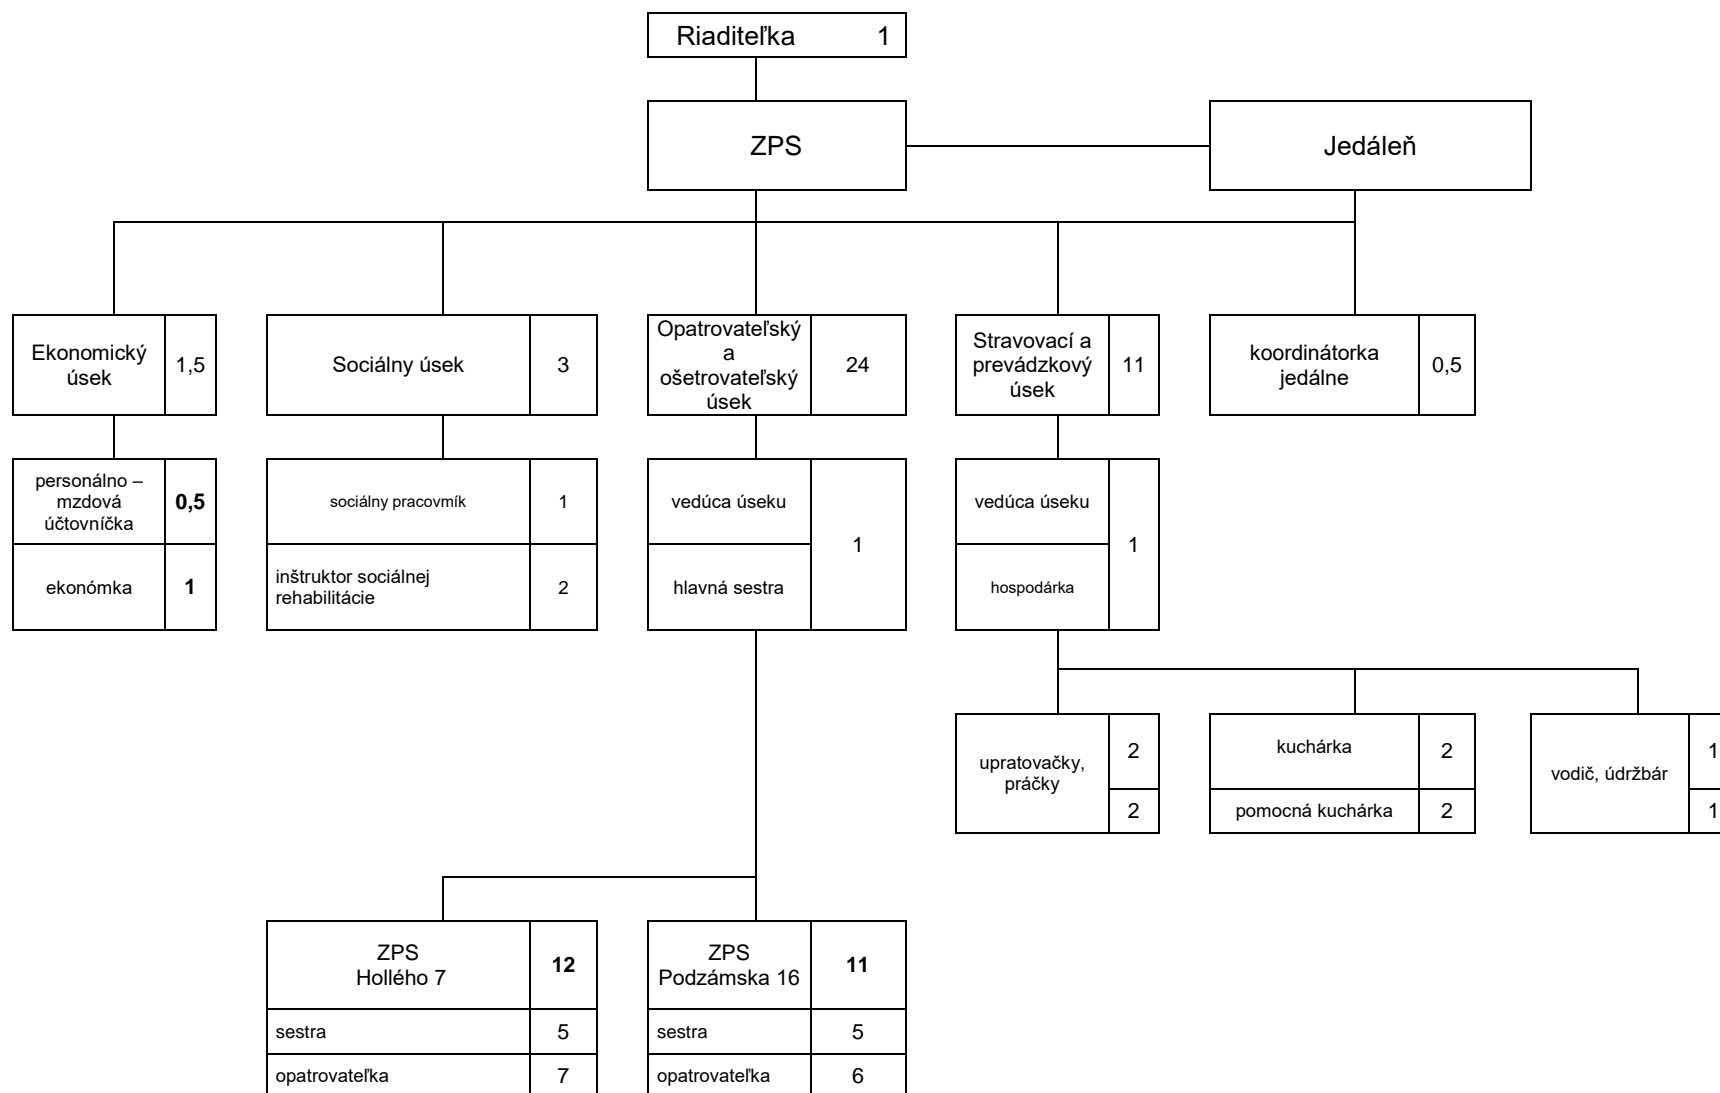 Riaditeľka 1
ZPS
Jedáleň
Ekonomický
úsek
1,5
Sociálny úsek
3
Opatrovateľský
a
ošetrovateľský
úsek
24
Stravovací a
prevádzkový
úsek
11
koordinátorka
jedálne
0,5
personálno –
mzdová
účtovníčka
0,5
ekonómka
1
sociálny pracovmík
1
inštruktor sociálnej
rehabilitácie
2
vedúca úseku
hlavná sestra
1
vedúca úseku
hospodárka
1
upratovačky,
práčky
2
2
kuchárka
2
pomocná kuchárka
2
vodič, údržbár
1
1
ZPS
Hollého 7
12
sestra
5
opatrovateľka
7
ZPS
Podzámska 16
11
sestra
5
opatrovateľka
6